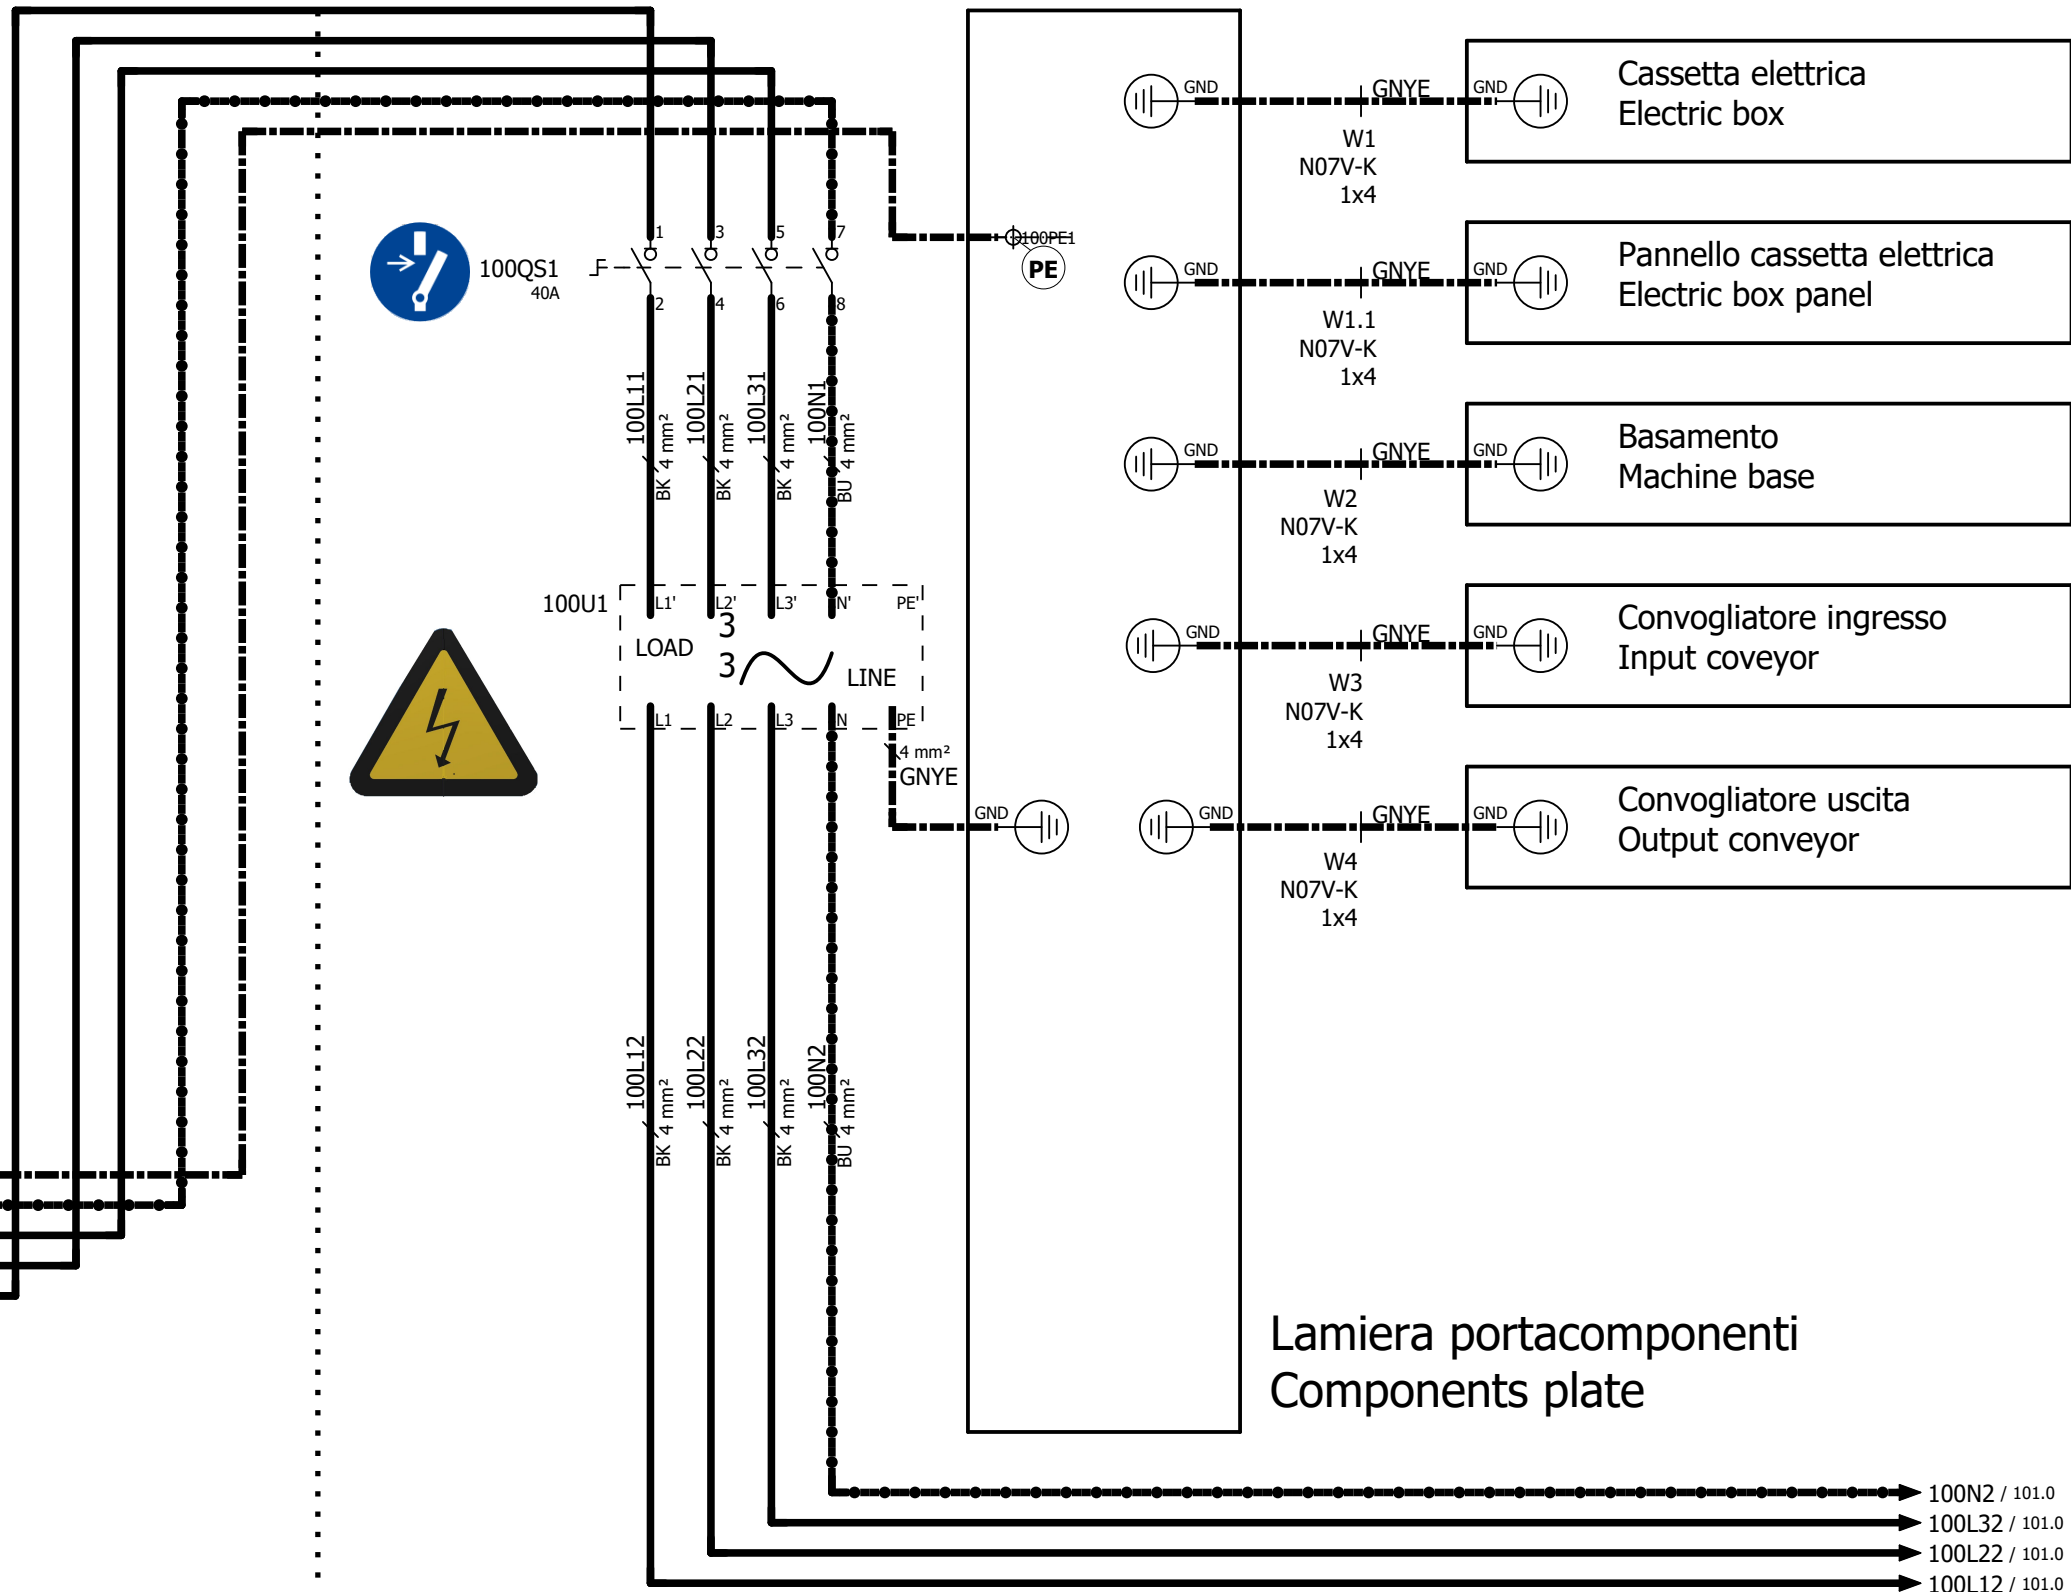 GND
GNYE
GND
Cassetta elettrica
Electric box
W1
N07V-K
1x4
1
3
5
7
100QS1
40A
2
4
6
8
100PE1
PE
GND
GNYE
GND
Pannello cassetta elettrica
Electric box panel
W1.1
N07V-K
1x4
100L11
BK 4 mm²
100L21
BK 4 mm²
100L31
BK 4 mm²
100N1
BU 4 mm²
GND
GNYE
GND
Basamento
Machine base
W2
N07V-K
1x4
100U1
L1'
L2'
L3'
N'
PE'
LOAD
3
3
LINE
L1
L2
L3
N
PE
4 mm²
GNYE
GND
GND
GNYE
GND
Convogliatore ingresso
Input coveyor
W3
N07V-K
1x4
GND
GNYE
GND
Convogliatore uscita
Output conveyor
W4
N07V-K
1x4
100L12
BK 4 mm²
100L22
BK 4 mm²
100L32
BK 4 mm²
100N2
BU 4 mm²
Lamiera portacomponenti
Components plate
100N2 / 101.0
100L32 / 101.0
100L22 / 101.0
100L12 / 101.0